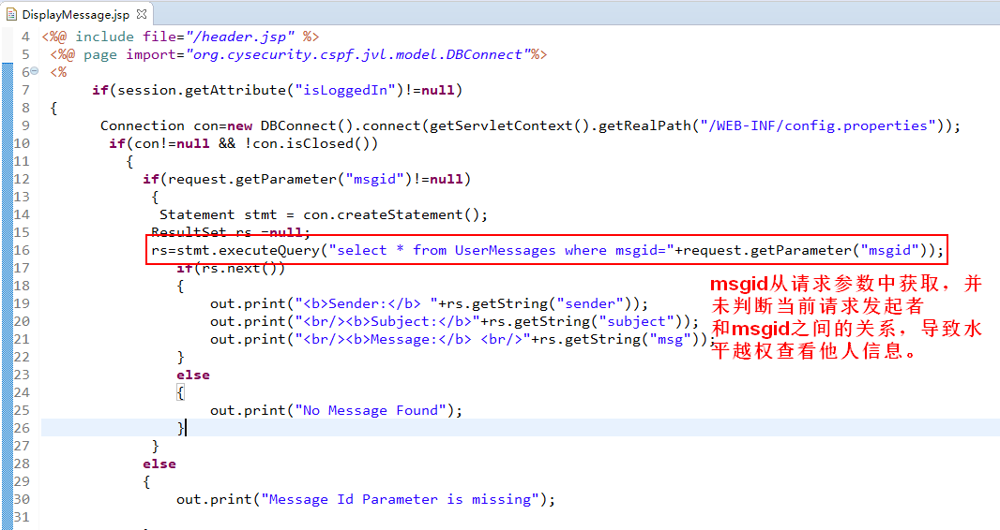 DisplayMessage.jsp
4 <%@ include file="/header.jsp" %>
5 <%@ page import="org.cysecurity.cspf.jvl.model.DBConnect"%>
6 <%
7 if(session.getAttribute("isLoggedIn")!=null)
8 {
9 Connection con=new DBConnect().connect(getServletContext().getRealPath("/WEB-INF/config.properties"));
10 if(con!=null && !con.isClosed())
11 {
12 if(request.getParameter("msgid")!=null)
13 {
14 Statement stmt = con.createStatement();
15 ResultSet rs =null;
16 rs=stmt.executeQuery("select * from UserMessages where msgid="+request.getParameter("msgid"));
17 if(rs.next())
18 {
19 out.print("<b>Sender:</b> "+rs.getString("sender"));
20 out.print("<br/><b>Subject:</b>"+rs.getString("subject"));
21 out.print("<br/><b>Message:</b> <br/>"+rs.getString("msg"));
22 }
23 else
24 {
25 out.print("No Message Found");
26 }
27 }
28 else
29 {
30 out.print("Message Id Parameter is missing");
31
msgid从请求参数中获取，并
未判断当前请求发起者
和msgid之间的关系，导致水
平越权查看他人信息。